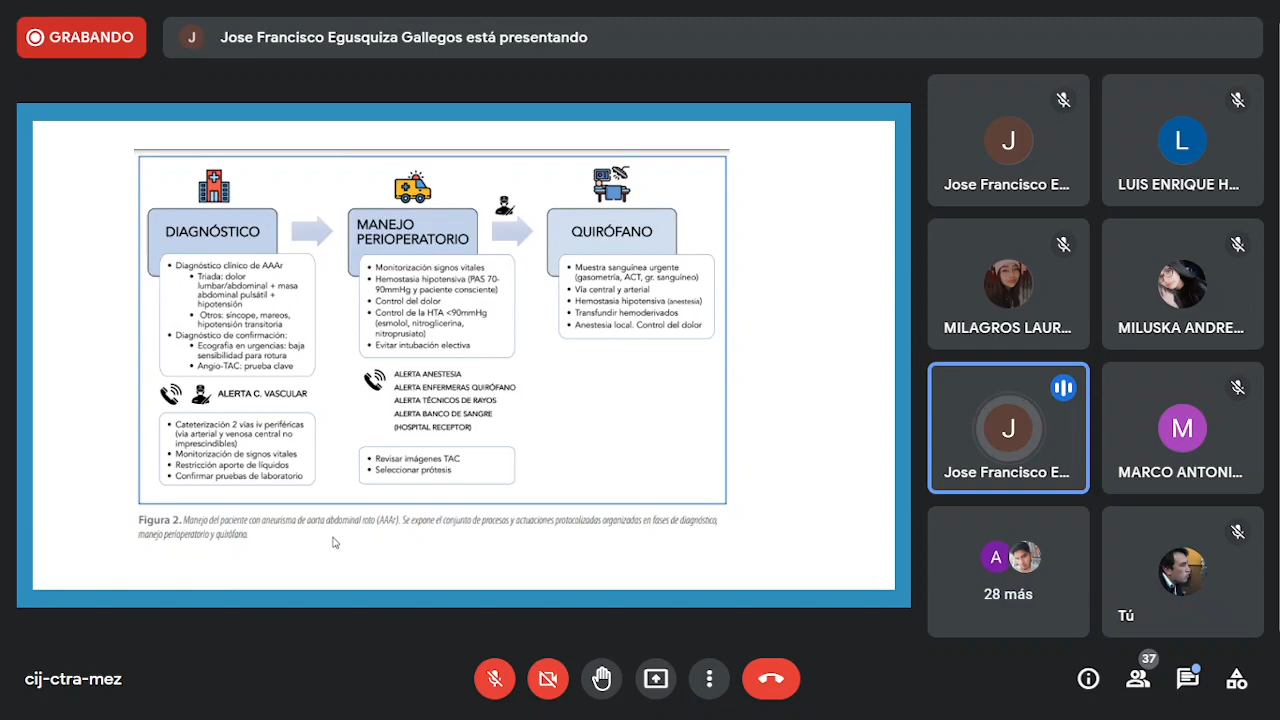 GRABANDO
J
Jose Francisco Egusquiza Gallegos está presentando
DIAGNÓSTICO
• Diagnóstico clínico de AAAr
• Triada: dolor
lumbar/abdominal + masa
abdominal pulsátil +
hipotensión
• Otros: síncope, mareos,
hipotensión transitoria
• Diagnóstico de confirmación:
• Ecografia en urgencias: baja
sensibilidad para rotura
• Angio-TAC: prueba clave
ALERTA C. VASCULAR
• Cateterización 2 vías iv periféricas
(vía arterial y venosa central no
imprescindibles)
• Monitorización de signos vitales
• Restricción aporte de líquidos
• Confirmar pruebas de laboratorio
MANEJO
PERIOPERATORIO
• Monitorización signos vitales
• Hemostasia hipotensiva (PAS 70-
90mmHg y paciente consciente)
• Control del dolor
• Control de la HTA <90mmHg
(esmolol, nitroglicerina,
nitroprusiato)
• Evitar intubación electiva
ALERTA ANESTESIA
ALERTA ENFERMERAS QUIRÓFANO
ALERTA TÉCNICOS DE RAYOS
ALERTA BANCO DE SANGRE
(HOSPITAL RECEPTOR)
• Revisar imágenes TAC
• Seleccionar prótesis
QUIRÓFANO
• Muestra sanguínea urgente
(gasometría, ACT, gr. sanguíneo)
• Vía central y arterial
• Hemostasia hipotensiva (anestesia)
• Transfundir hemoderivados
• Anestesia local. Control del dolor
Figura 2. Manejo del paciente con aneurisma de aorta abdominal roto (AAAr). Se expone el conjunto de procesos y actuaciones protocolizadas organizadas en fases de diagnóstico,
manejo perioperatorio y quirófano.
J
Jose Francisco E...
L
LUIS ENRIQUE H...
MILAGROS LAUR...
MILUSKA ANDRE...
J
Jose Francisco E...
M
MARCO ANTONI...
A
28 más
Tú
cij-ctra-mez
37